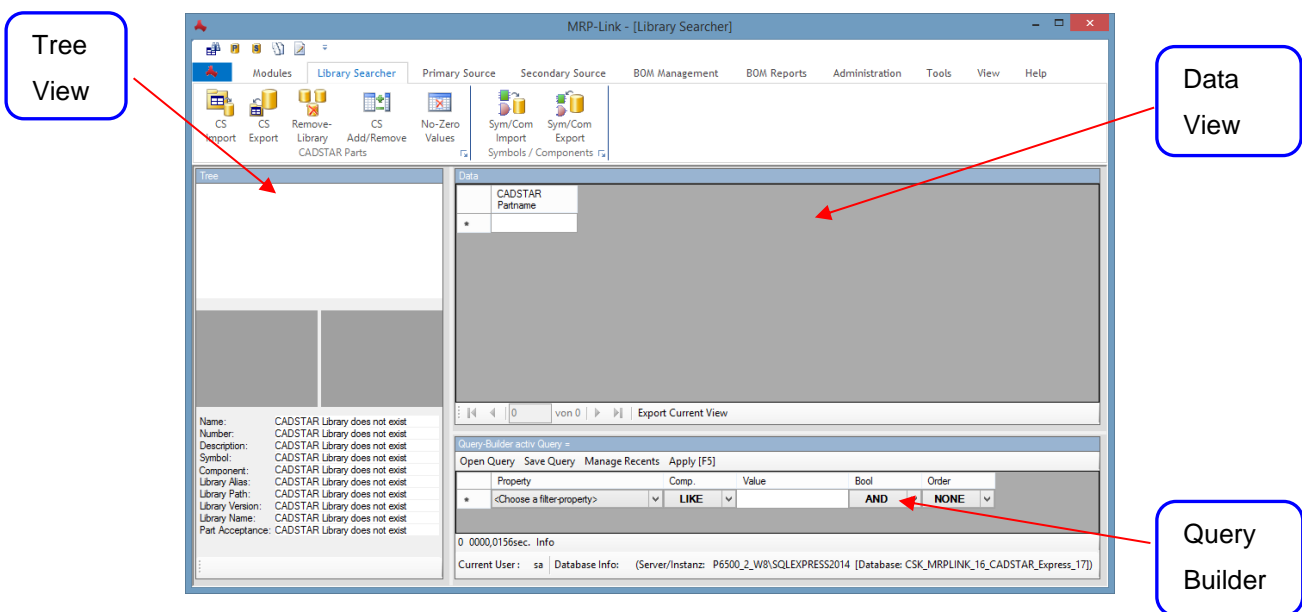 Tree
View
Data
View
Query
Builder
MRP-Link - [Library Searcher]
P S
Modules Library Searcher Primary Source Secondary Source BOM Management BOM Reports Administration Tools View Help
CS Import CS Export Remove-Library CS Add/Remove No-Zero Values Sym/Com Import Sym/Com Export
CADSTAR Parts Symbols / Components
Tree
Data
CADSTAR
Partname
*
0 von 0 Export Current View
Name: CADSTAR Library does not exist
Number: CADSTAR Library does not exist
Description: CADSTAR Library does not exist
Symbol: CADSTAR Library does not exist
Component: CADSTAR Library does not exist
Library Alias: CADSTAR Library does not exist
Library Path: CADSTAR Library does not exist
Library Version: CADSTAR Library does not exist
Library Name: CADSTAR Library does not exist
Part Acceptance: CADSTAR Library does not exist
Query-Builder activ Query =
Open Query Save Query Manage Recents Apply [F5]
Property Comp. Value Bool Order
* <Choose a filter-property> LIKE AND NONE
0 0000,0156sec. Info
Current User: sa Database Info: (Server/Instanz: P6500_2_W8\SQLEXPRESS2014 [Database: CSK_MRPLINK_16_CADSTAR_Express_17])